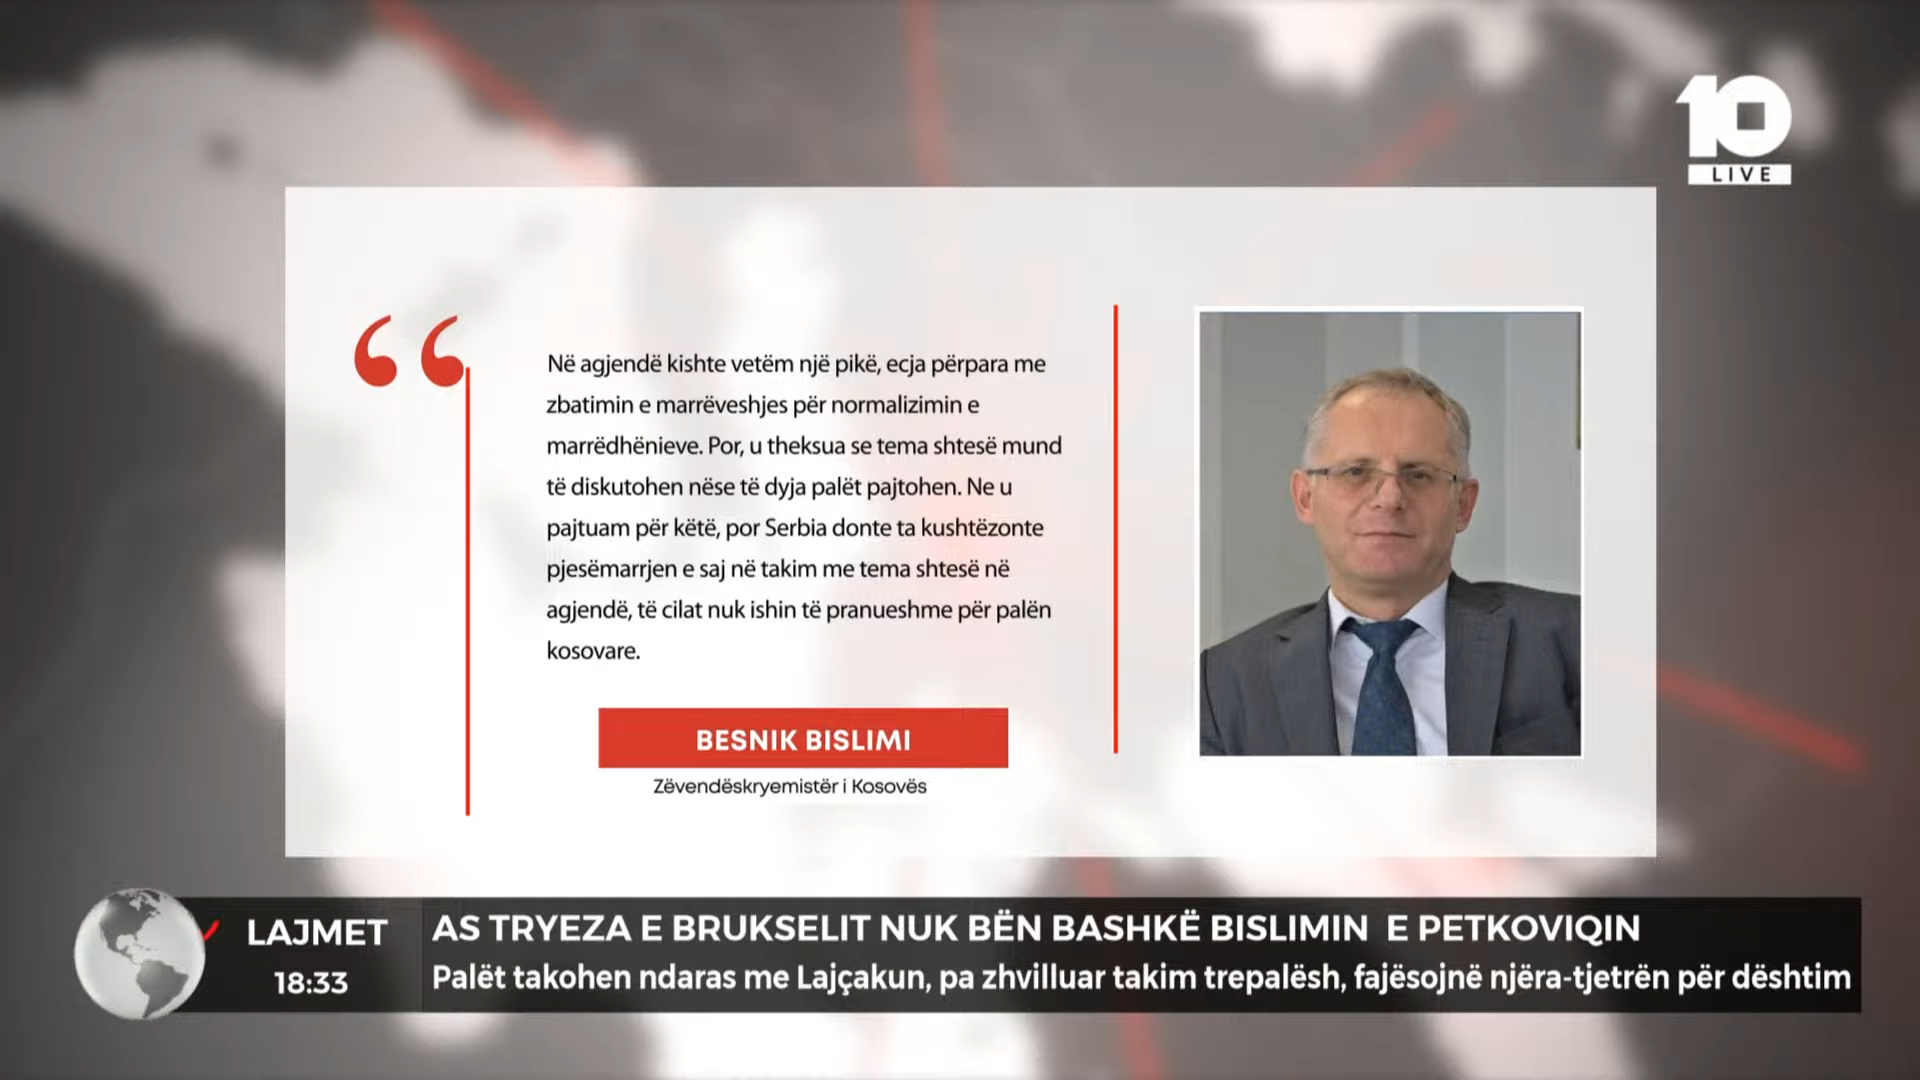 10
LIVE
Në agjendë kishte vetëm një pikë, ecja përpara me
zbatimin e marrëveshjes për normalizimin e
marrëdhënieve. Por, u theksua se tema shtesë mund
të diskutohen nëse të dyja palët pajtohen. Ne u
pajtuam për këtë, por Serbia donte ta kushtëzonte
pjesëmarrjen e saj në takim me tema shtesë në
agjendë, të cilat nuk ishin të pranueshme për palën
kosovare.
BESNIK BISLIMI
Zëvendëskryemistër i Kosovës
LAJMET
18:33
AS TRYEZA E BRUKSELIT NUK BËN BASHKË BISLIMIN E PETKOVIQIN
Palët takohen ndaras me Lajçakun, pa zhvilluar takim trepalësh, fajësojnë njëra-tjetrën për dështim